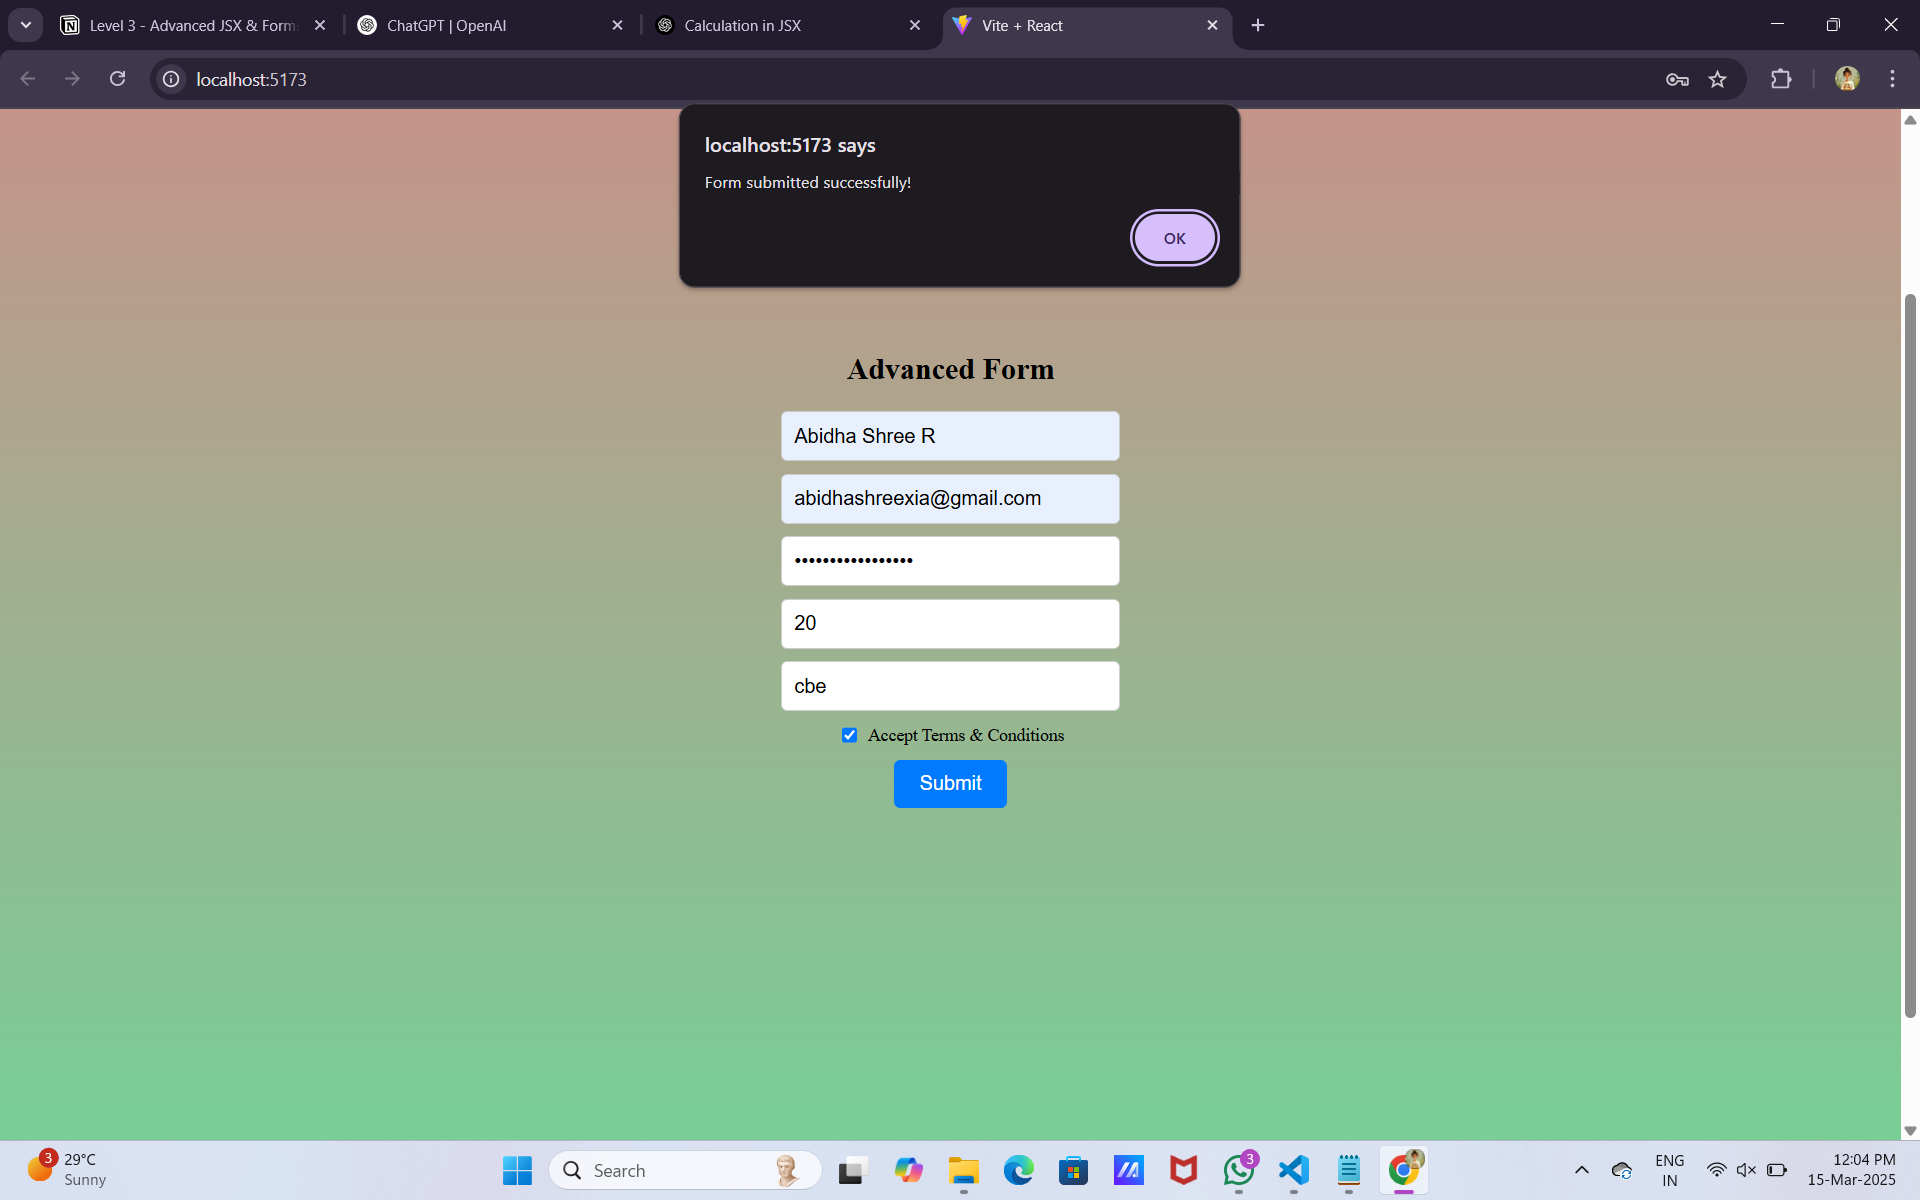 Level 3 - Advanced JSX & Form
ChatGPT | OpenAI
Calculation in JSX
Vite + React
localhost:5173
localhost:5173 says
Form submitted successfully!
OK
Advanced Form
Abidha Shree R
abidhashreexia@gmail.com
•••••••••••••••••
20
cbe
Accept Terms & Conditions
Submit
3
29°C
Sunny
Search
3
ENG
IN
12:04 PM
15-Mar-2025